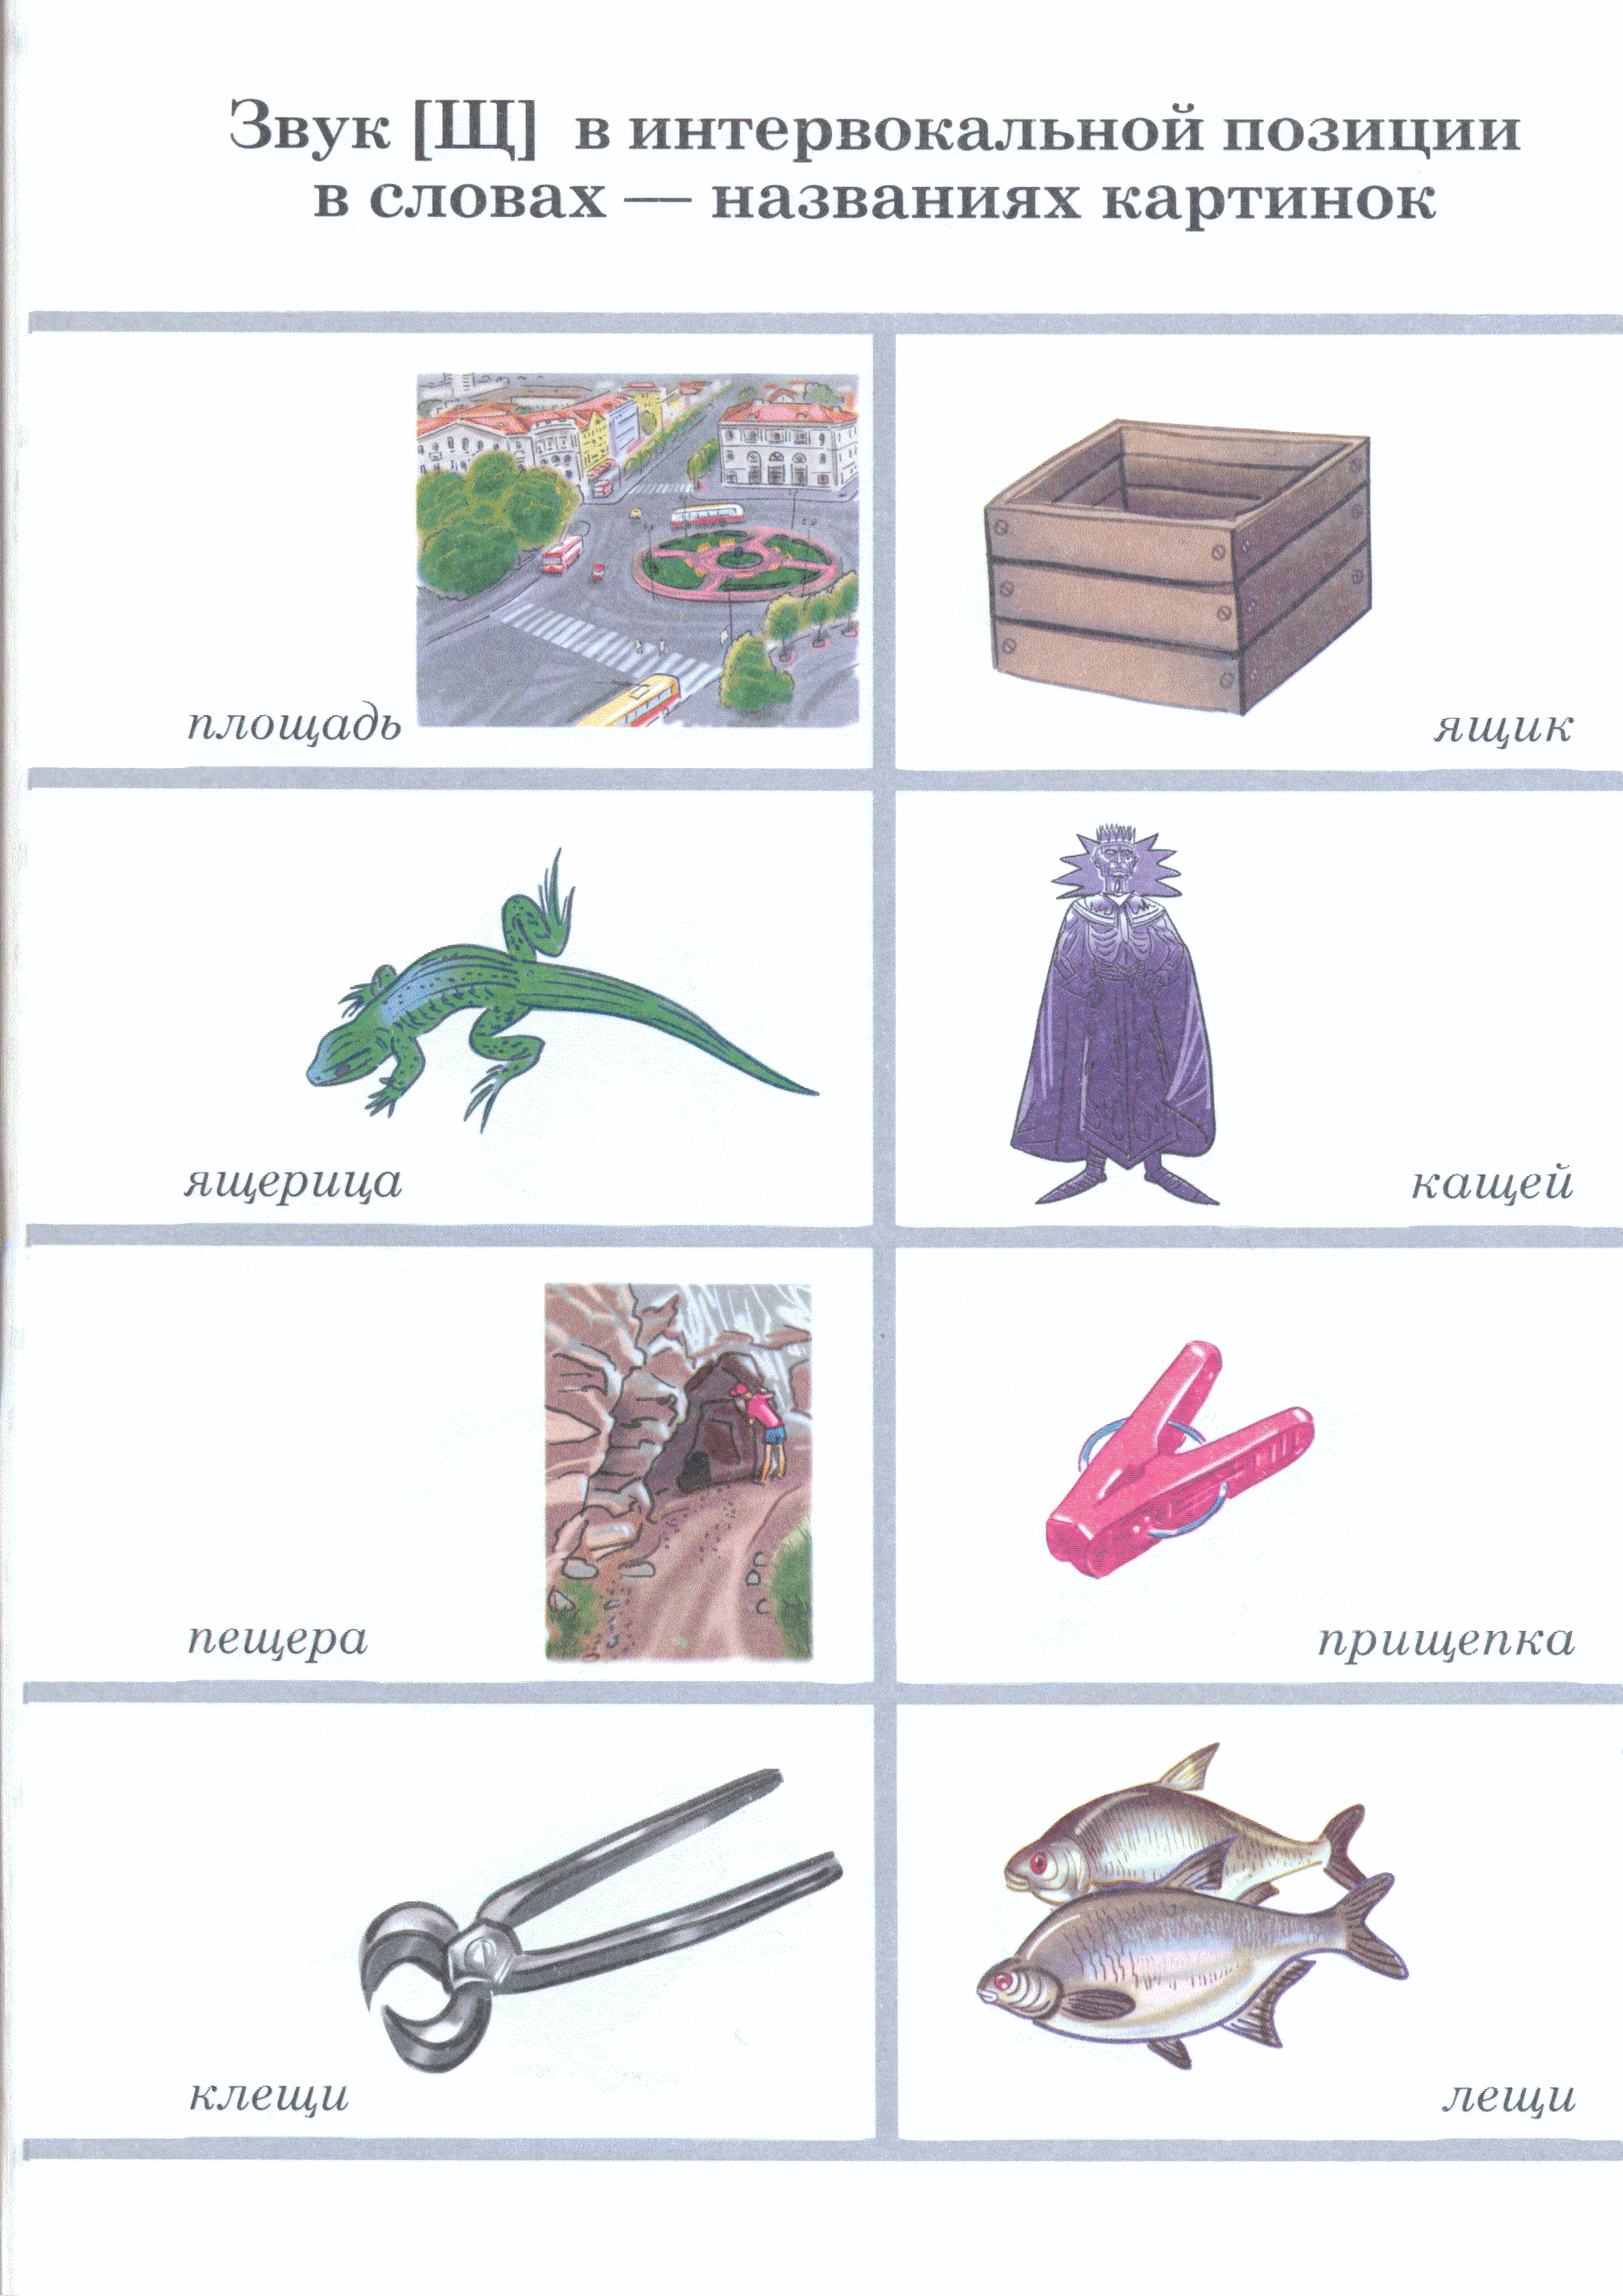 Звук [Щ] в интервокальной позиции
в словах — названиях картинок
площадь
ящик
ящерица
кащей
пещера
прищепка
клещи
лещи